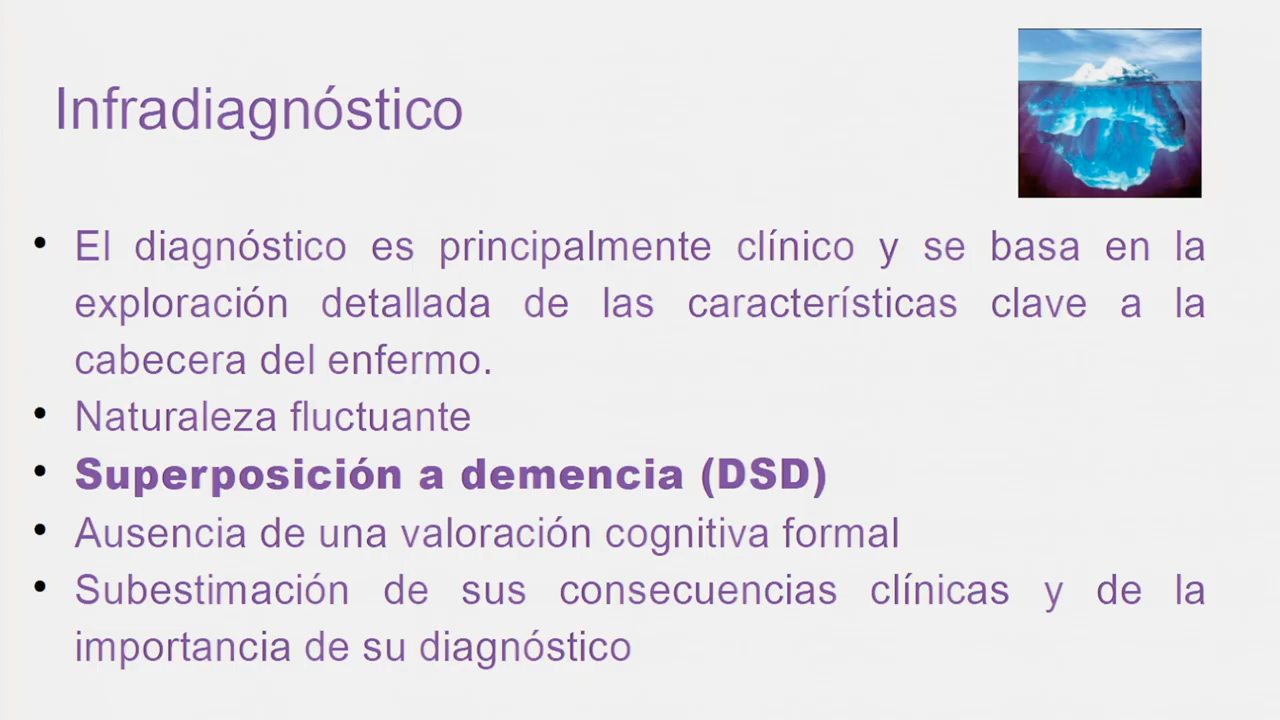 Infradiagnóstico
• El diagnóstico es principalmente clínico y se basa en la
exploración detallada de las características clave a la
cabecera del enfermo.
• Naturaleza fluctuante
• Superposición a demencia (DSD)
• Ausencia de una valoración cognitiva formal
• Subestimación de sus consecuencias clínicas y de la
importancia de su diagnóstico